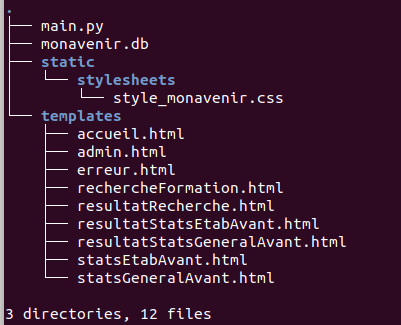 .
├── main.py
├── monavenir.db
├── static
│   └── stylesheets
│       └── style_monavenir.css
└── templates
    ├── accueil.html
    ├── admin.html
    ├── erreur.html
    ├── rechercheFormation.html
    ├── resultatRecherche.html
    ├── resultatStatsEtabAvant.html
    ├── resultatStatsGeneralAvant.html
    ├── statsEtabAvant.html
    └── statsGeneralAvant.html

3 directories, 12 files